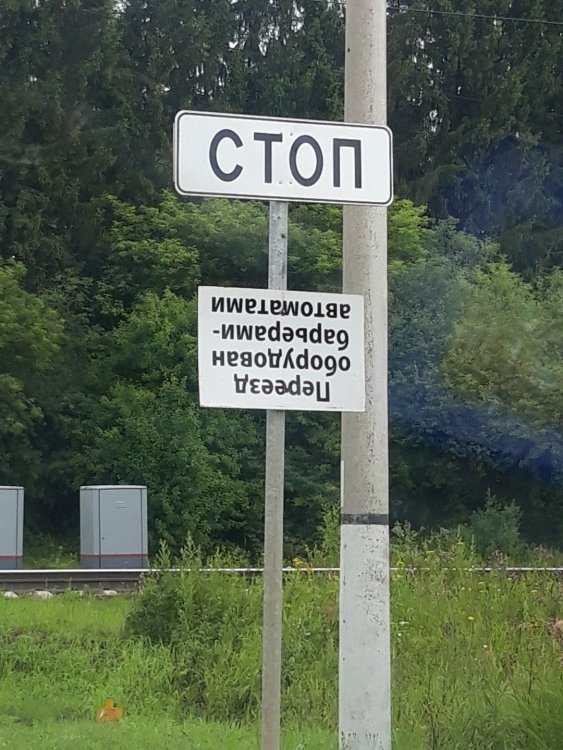 СТОП
Переезд
оборудован
барьерами-
автоматами